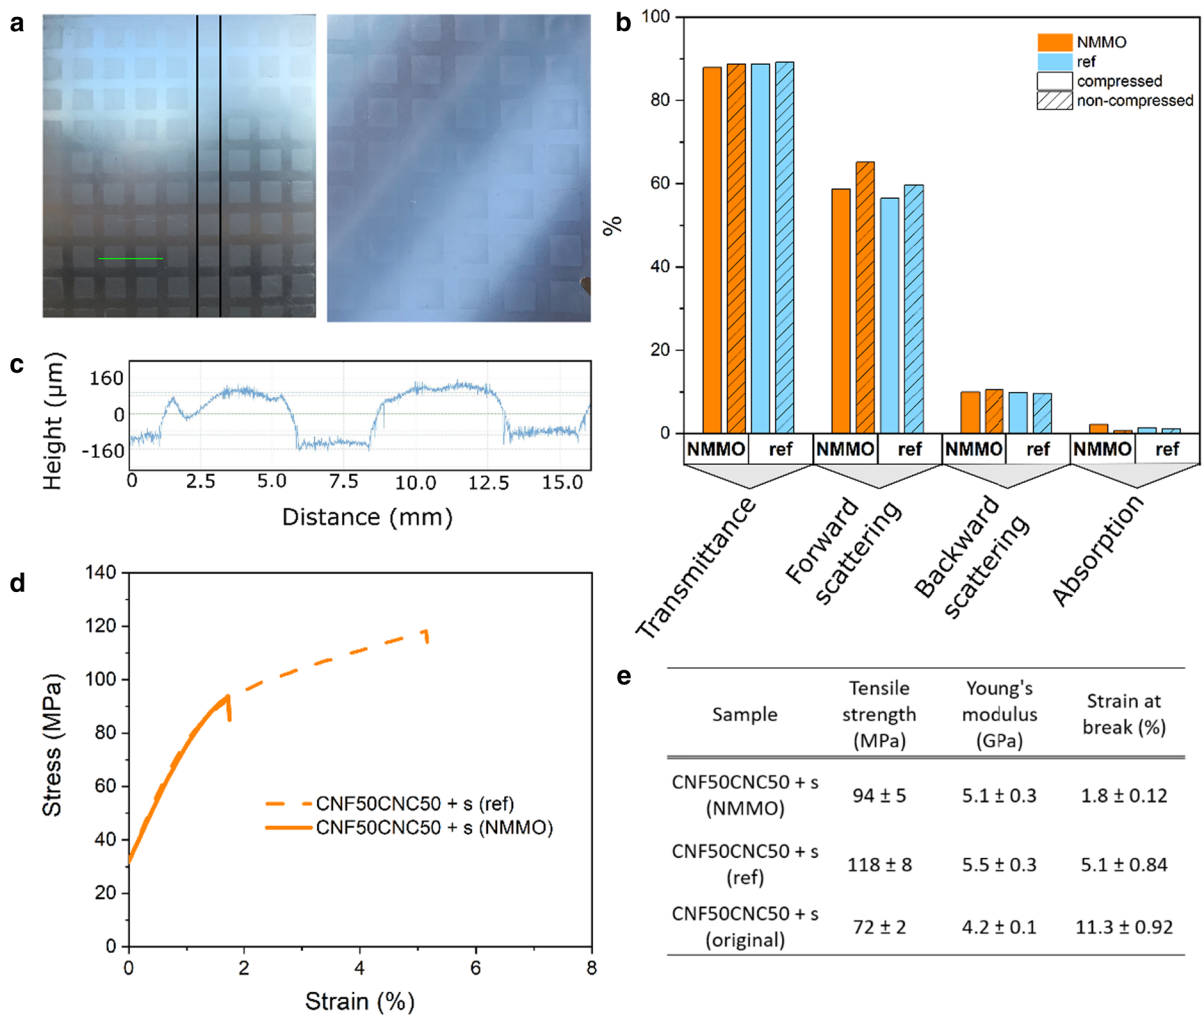 a
b
%
100
80
60
40
20
0
NMMO
ref
compressed
non-compressed
NMMO ref NMMO ref NMMO ref NMMO ref
Transmittance
Forward
scattering
Backward
scattering
Absorption
c
Height (μm)
160
0
-160
0 2.5 5.0 7.5 10.0 12.5 15.0
Distance (mm)
d
Stress (MPa)
140
120
100
80
60
40
20
0
CNF50CNC50 + s (ref)
CNF50CNC50 + s (NMMO)
0 2 4 6 8
Strain (%)
e
Sample
Tensile
strength
(MPa)
Young's
modulus
(GPa)
Strain at
break (%)
CNF50CNC50 + s
(NMMO)
94 ± 5 5.1 ± 0.3 1.8 ± 0.12
CNF50CNC50 + s
(ref)
118 ± 8 5.5 ± 0.3 5.1 ± 0.84
CNF50CNC50 + s
(original)
72 ± 2 4.2 ± 0.1 11.3 ± 0.92